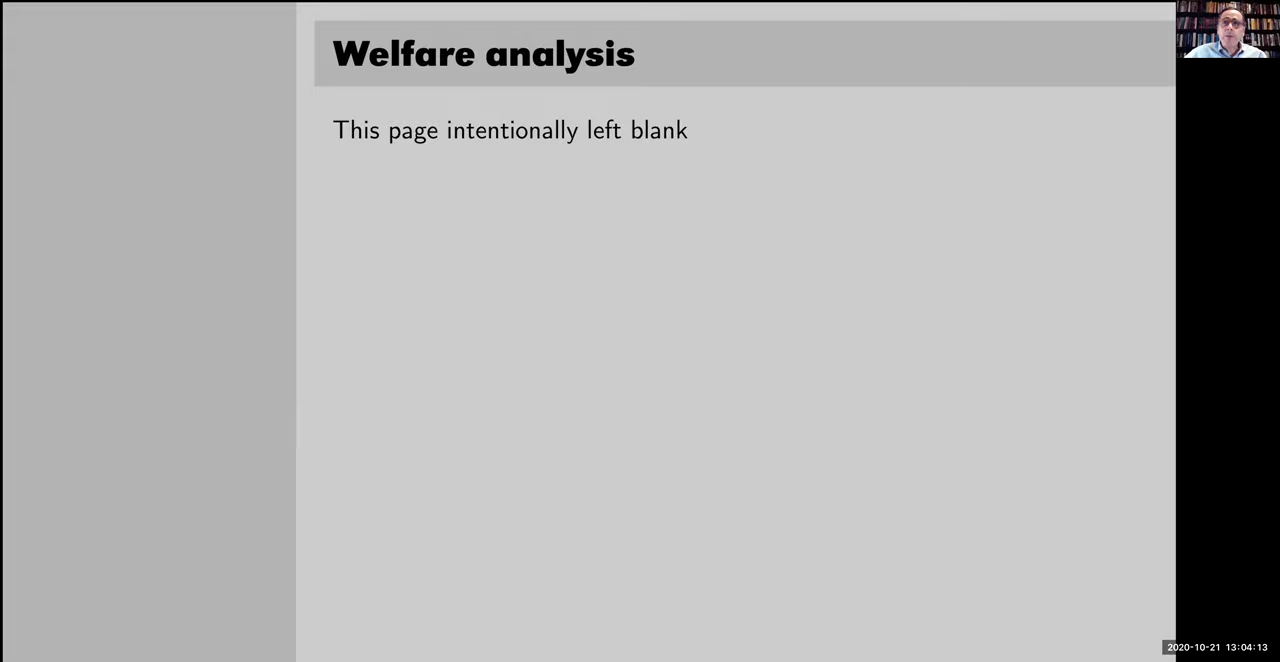 Welfare analysis
This page intentionally left blank
2020-10-21 13:04:13